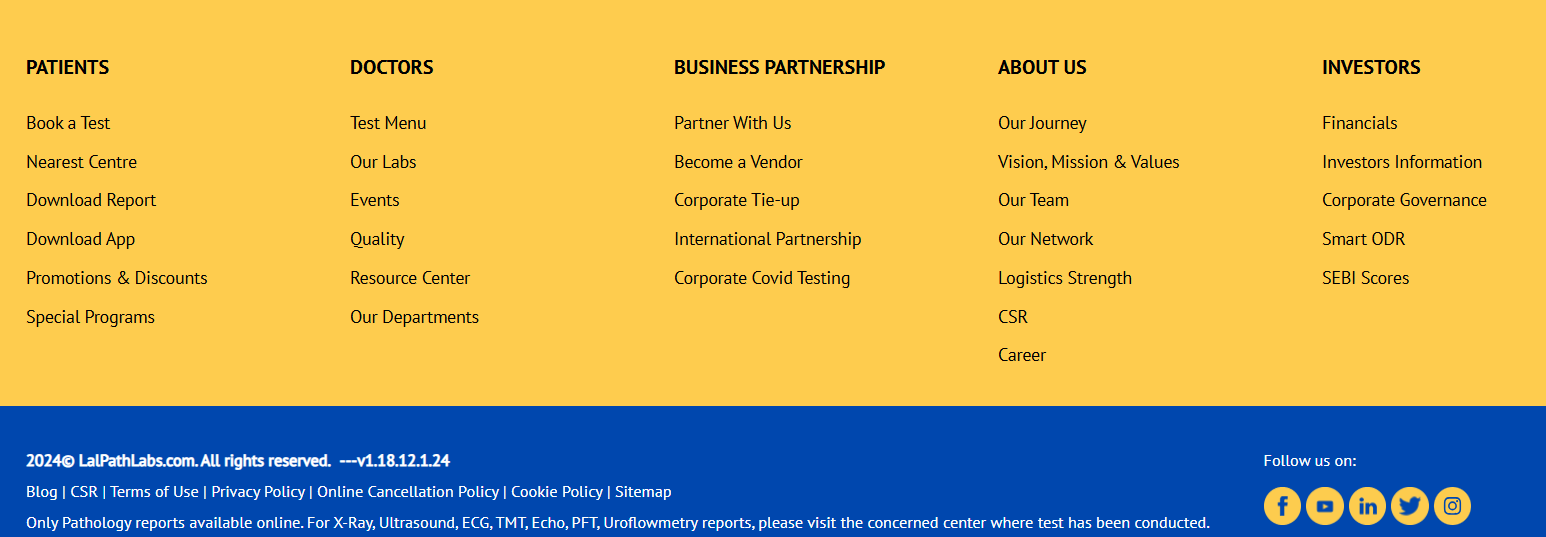 PATIENTS
Book a Test
Nearest Centre
Download Report
Download App
Promotions & Discounts
Special Programs
DOCTORS
Test Menu
Our Labs
Events
Quality
Resource Center
Our Departments
BUSINESS PARTNERSHIP
Partner With Us
Become a Vendor
Corporate Tie-up
International Partnership
Corporate Covid Testing
ABOUT US
Our Journey
Vision, Mission & Values
Our Team
Our Network
Logistics Strength
CSR
Career
INVESTORS
Financials
Investors Information
Corporate Governance
Smart ODR
SEBI Scores
2024© LalPathLabs.com. All rights reserved. ---v1.18.12.1.24
Blog | CSR | Terms of Use | Privacy Policy | Online Cancellation Policy | Cookie Policy | Sitemap
Only Pathology reports available online. For X-Ray, Ultrasound, ECG, TMT, Echo, PFT, Uroflowmetry reports, please visit the concerned center where test has been conducted.
Follow us on: